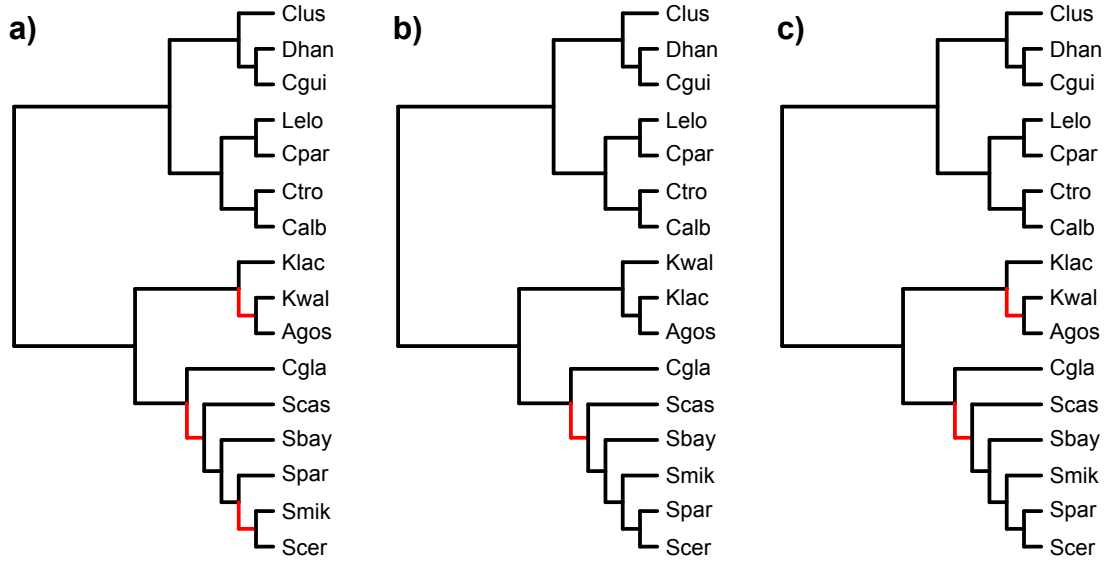 a)
Clus
Dhan
Cgui
Lelo
Cpar
Ctro
Calb
Klac
Kwal
Agos
Cgla
Scas
Sbay
Spar
Smik
Scer
b)
Clus
Dhan
Cgui
Lelo
Cpar
Ctro
Calb
Kwal
Klac
Agos
Cgla
Scas
Sbay
Smik
Spar
Scer
c)
Clus
Dhan
Cgui
Lelo
Cpar
Ctro
Calb
Klac
Kwal
Agos
Cgla
Scas
Sbay
Smik
Spar
Scer